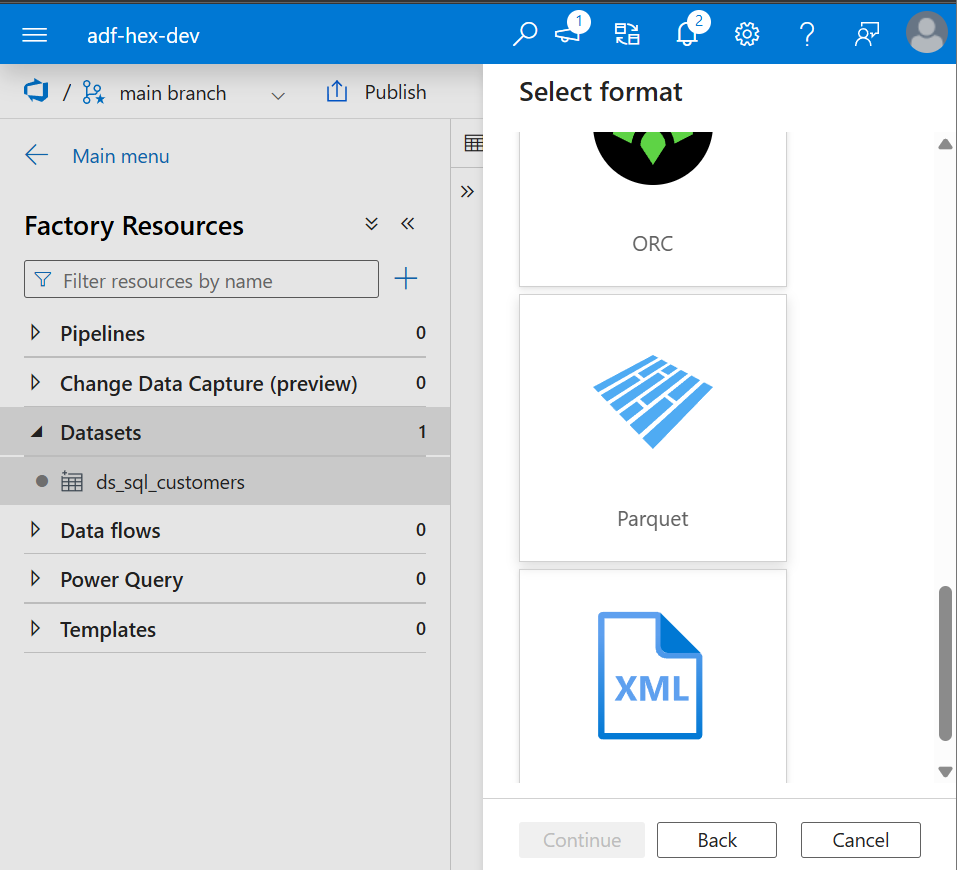 adf-hex-dev
1
2
/ main branch
Publish
Select format
Main menu
Factory Resources
Filter resources by name
Pipelines 0
Change Data Capture (preview) 0
Datasets 1
ds_sql_customers
Data flows 0
Power Query 0
Templates 0
ORC
Parquet
XML
Continue
Back
Cancel